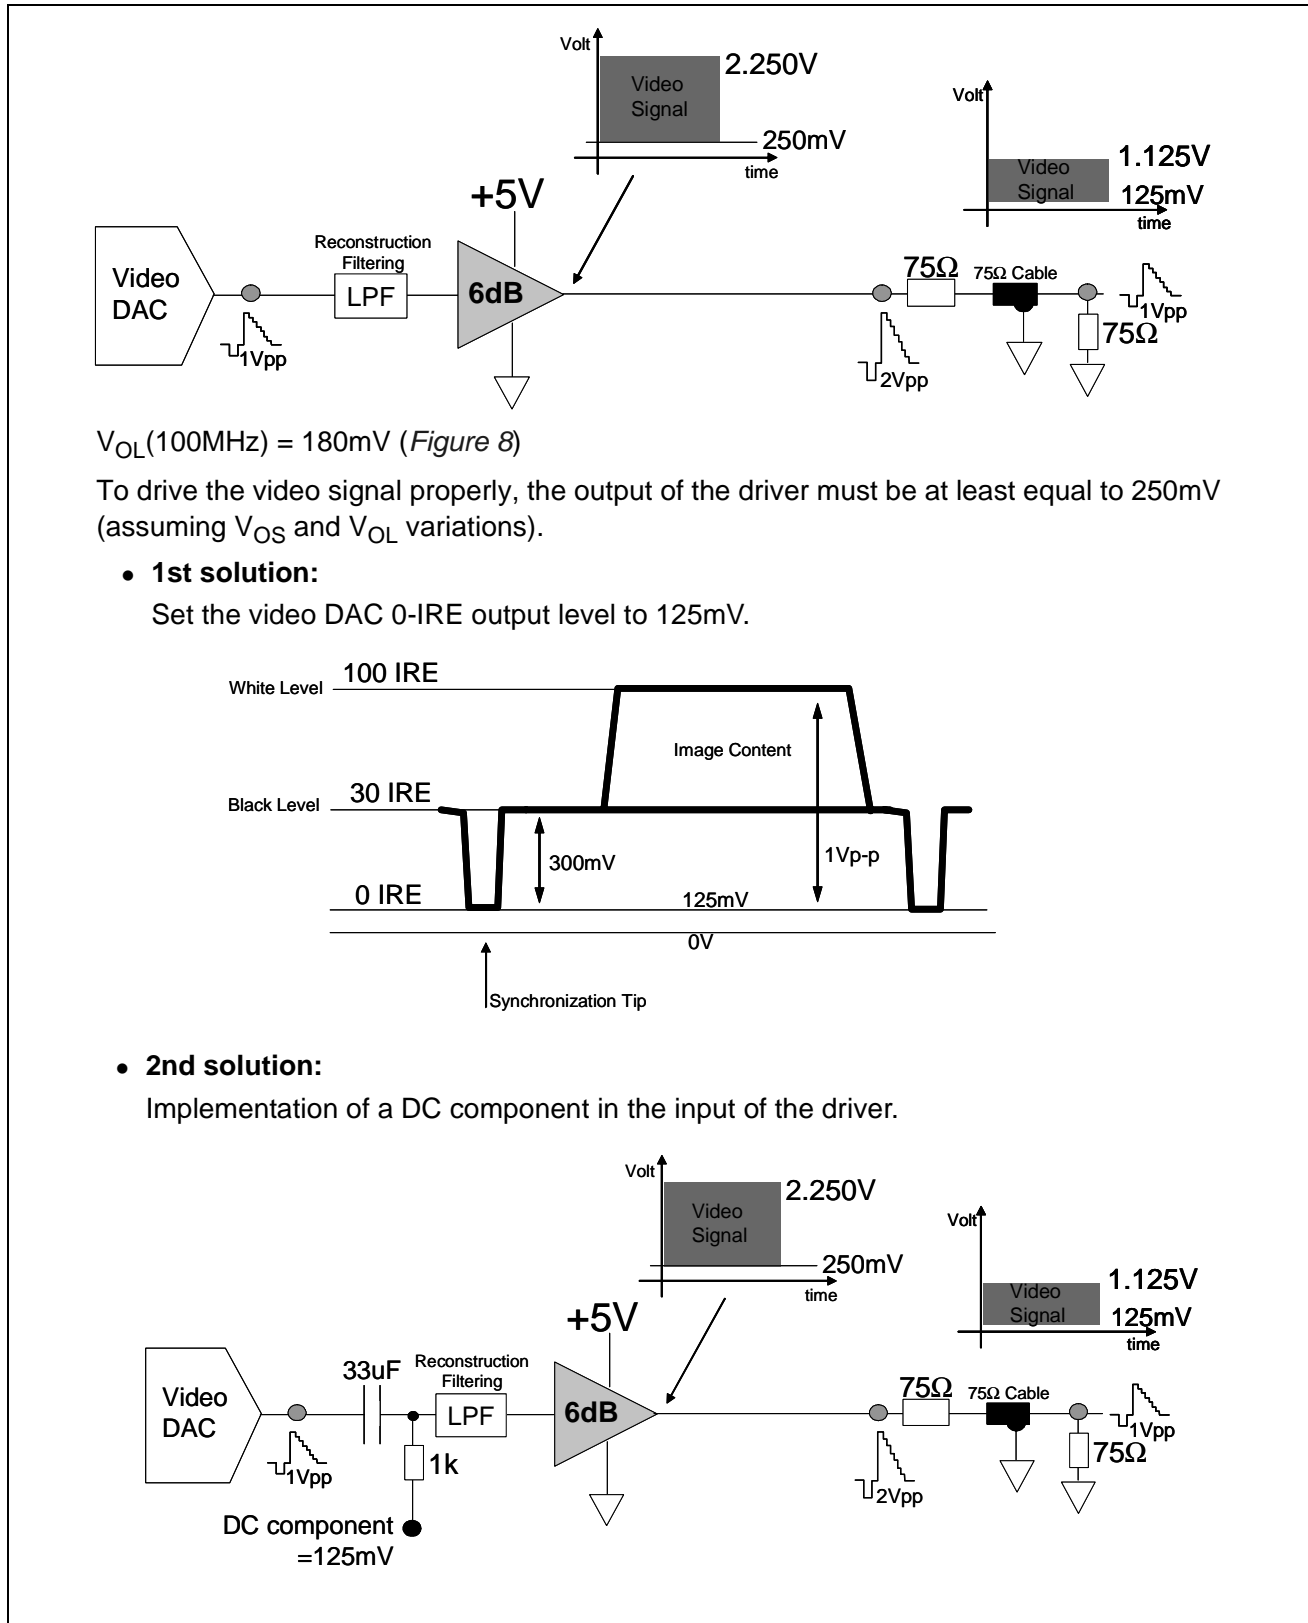 Volt
2.250V
Video
Signal
250mV
time
Volt
1.125V
Video
Signal
125mV
time
+5V
Reconstruction
Filtering
Video
DAC
LPF
6dB
75Ω
75Ω Cable
1Vpp
2Vpp
1Vpp
75Ω
VOL(100MHz) = 180mV (Figure 8)
To drive the video signal properly, the output of the driver must be at least equal to 250mV
(assuming VOS and VOL variations).
• 1st solution:
Set the video DAC 0-IRE output level to 125mV.
White Level
100 IRE
Image Content
Black Level
30 IRE
300mV
1Vp-p
0 IRE
125mV
0V
Synchronization Tip
• 2nd solution:
Implementation of a DC component in the input of the driver.
Volt
2.250V
Video
Signal
250mV
time
Volt
1.125V
Video
Signal
125mV
time
+5V
33uF
Reconstruction
Filtering
Video
DAC
LPF
6dB
75Ω
75Ω Cable
1Vpp
1k
2Vpp
1Vpp
75Ω
DC component
=125mV